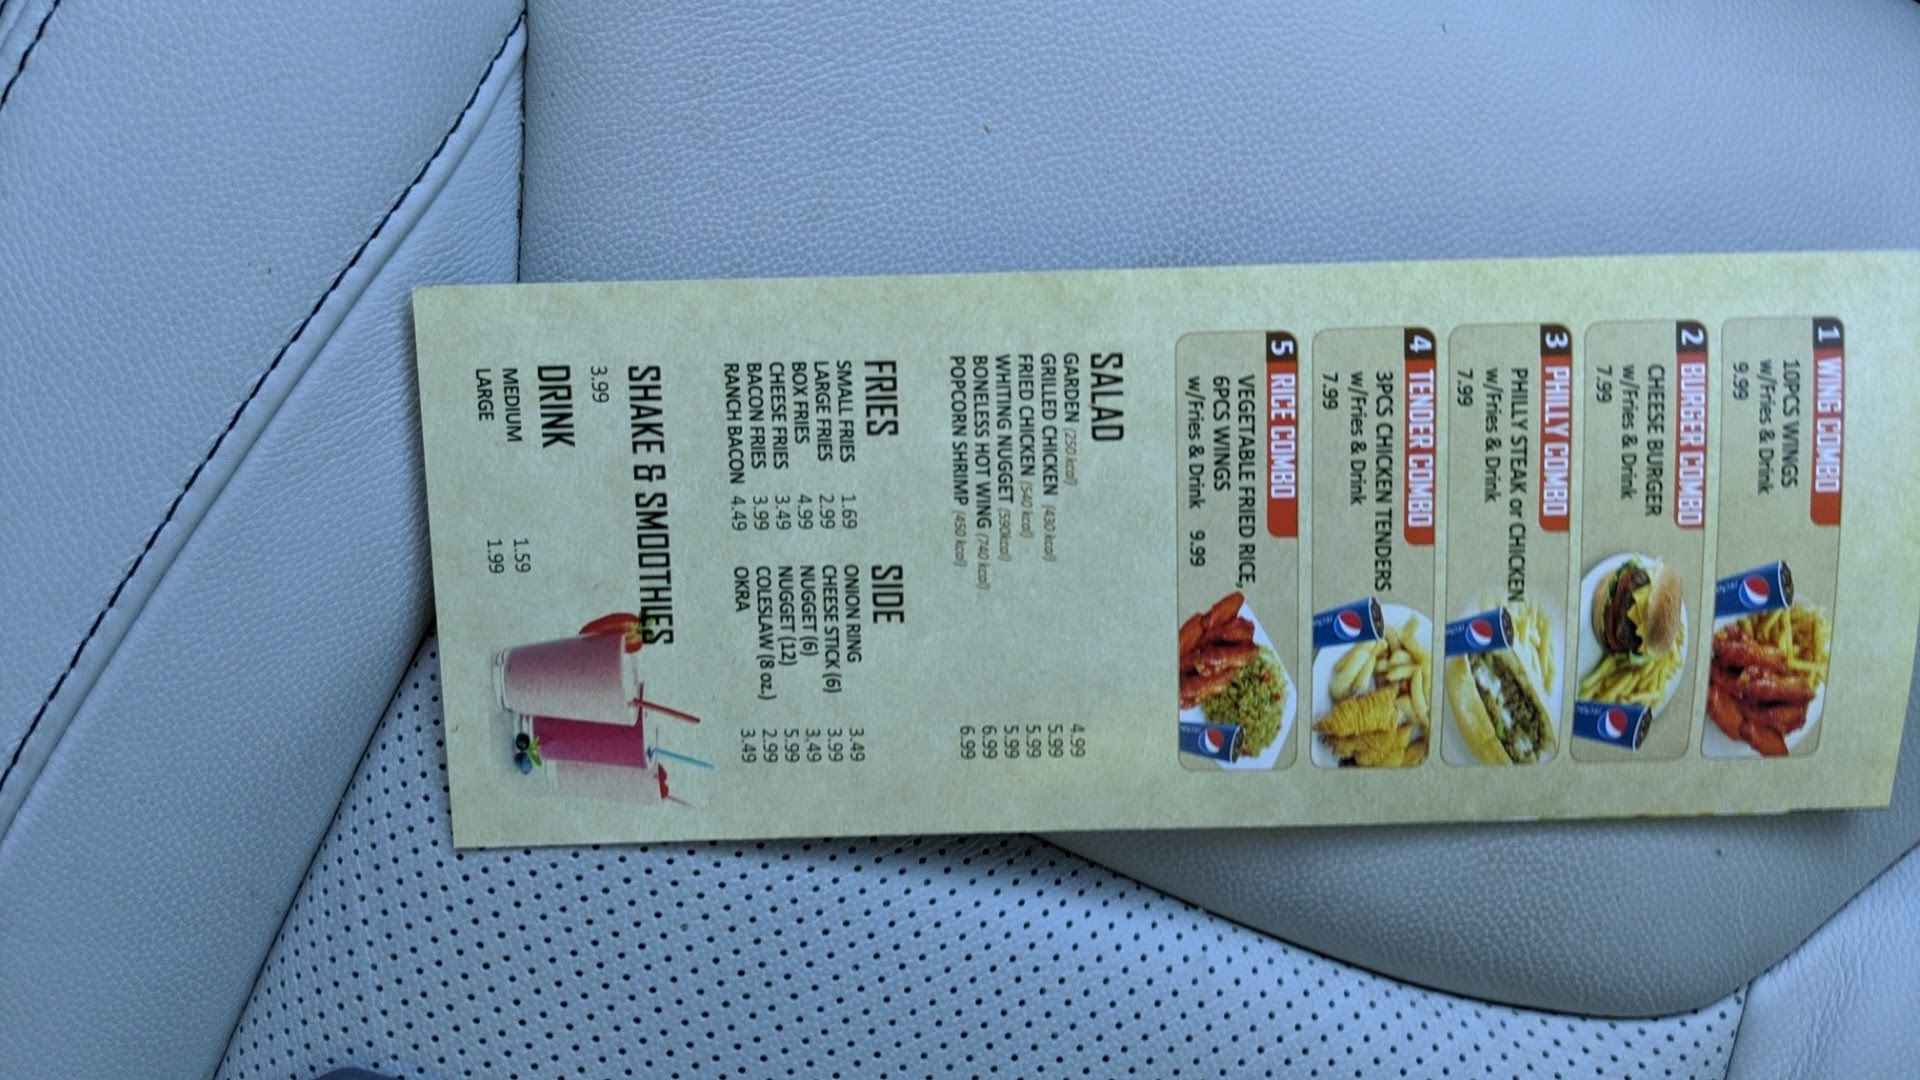 1 WING COMBO
10PCS WINGS
w/Fries & Drink
9.99
2 BURGER COMBO
CHEESE BURGER
w/Fries & Drink
7.99
3 PHILLY COMBO
PHILLY STEAK or CHICKEN
w/Fries & Drink
7.99
4 TENDER COMBO
3PCS CHICKEN TENDERS
w/Fries & Drink
7.99
5 RICE COMBO
VEGETABLE FRIED RICE,
6PCS WINGS
w/Fries & Drink 9.99
SALAD
GARDEN (250 kcal) 4.99
GRILLED CHICKEN (430 kcal) 5.99
FRIED CHICKEN (540 kcal) 5.99
WHITING NUGGET (590kcal) 5.99
BONELESS HOT WING (740 kcal) 6.99
POPCORN SHRIMP (450 kcal) 6.99
FRIES
SMALL FRIES 1.69
LARGE FRIES 2.99
BOX FRIES 4.99
CHEESE FRIES 3.49
BACON FRIES 3.99
RANCH BACON 4.49
SIDE
ONION RING 3.49
CHEESE STICK (6) 3.99
NUGGET (6) 3.49
NUGGET (12) 5.99
COLESLAW (8 oz.) 2.99
OKRA 3.49
SHAKE & SMOOTHIES
3.99
DRINK
MEDIUM 1.59
LARGE 1.99